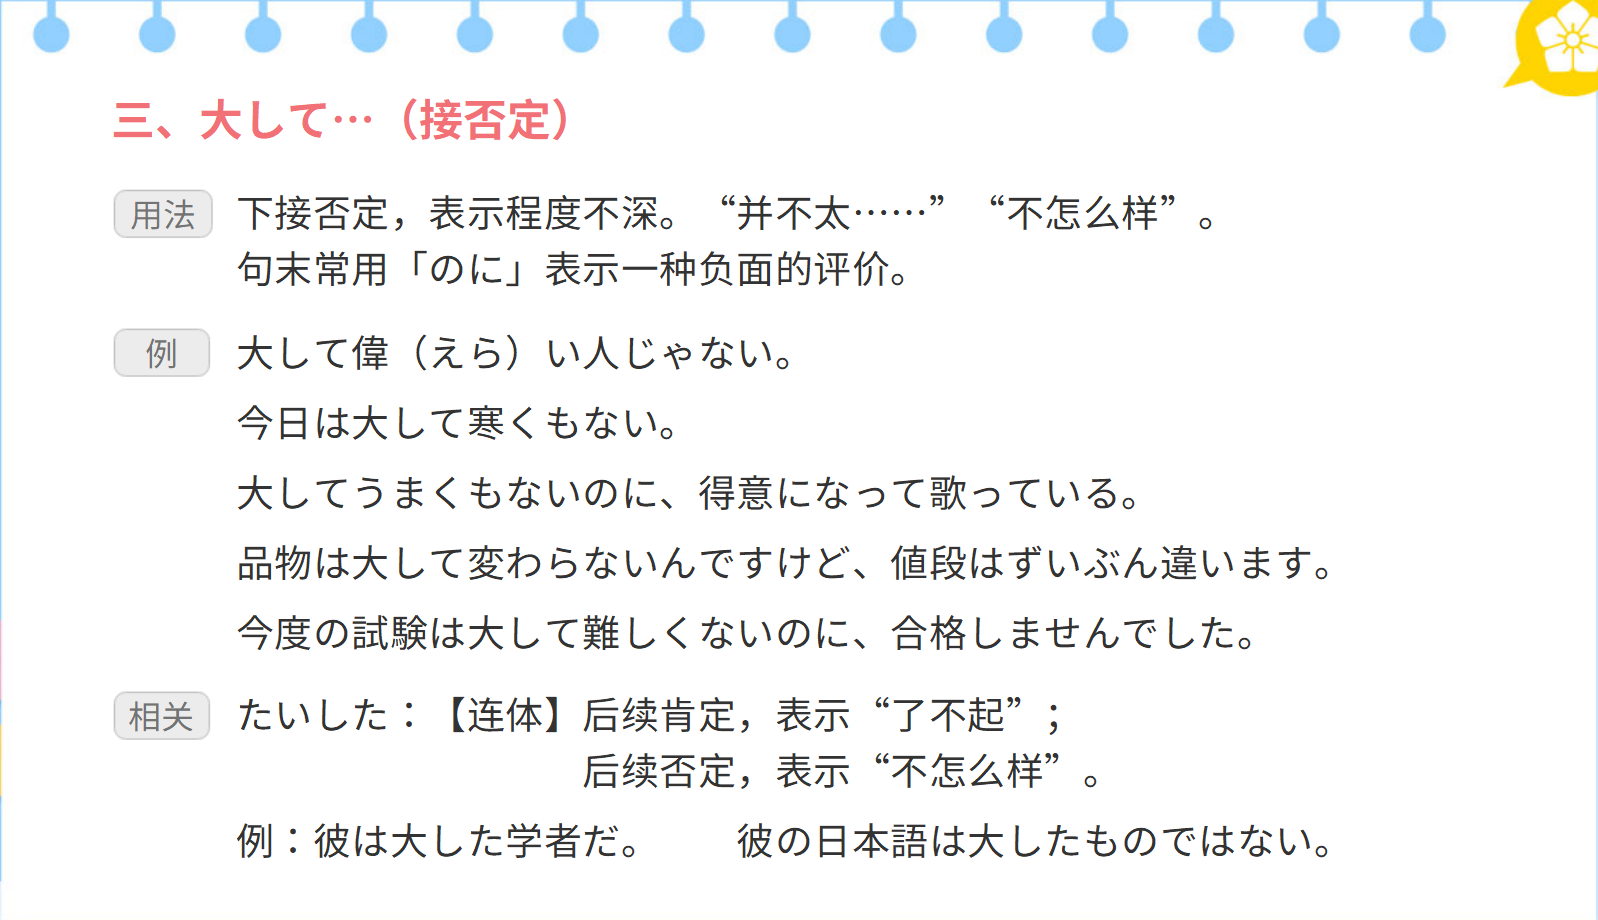 三、大して…（接否定）
用法 下接否定，表示程度不深。“并不太……”“不怎么样”。
句末常用「のに」表示一种负面的评价。
例 大して偉（えら）い人じゃない。
今日は大して寒くもない。
大してうまくもないのに、得意になって歌っている。
品物は大して変わらないんですけど、値段はずいぶん違います。
今度の試験は大して難しくないのに、合格しませんでした。
相关 たいした：【连体】后续肯定，表示“了不起”；
后续否定，表示“不怎么样”。
例：彼は大した学者だ。 彼の日本語は大したものではない。